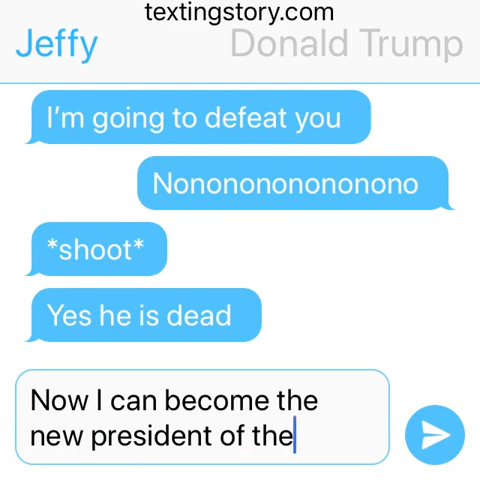 textingstory.com
Jeffy Donald Trump
I'm going to defeat you
Nonononononono
*shoot*
Yes he is dead
Now I can become the
new president of the